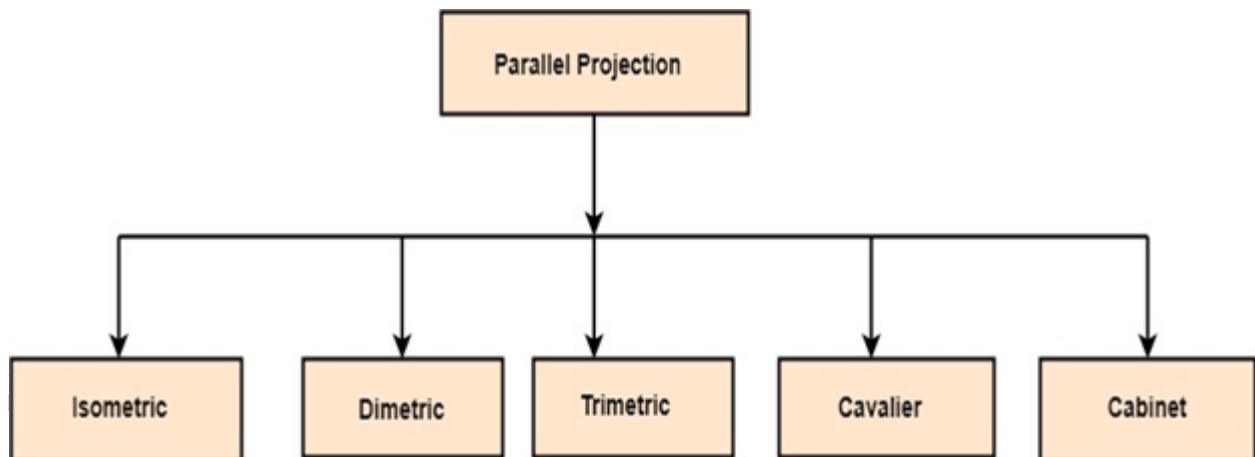 Parallel Projection
Isometric
Dimetric
Trimetric
Cavalier
Cabinet